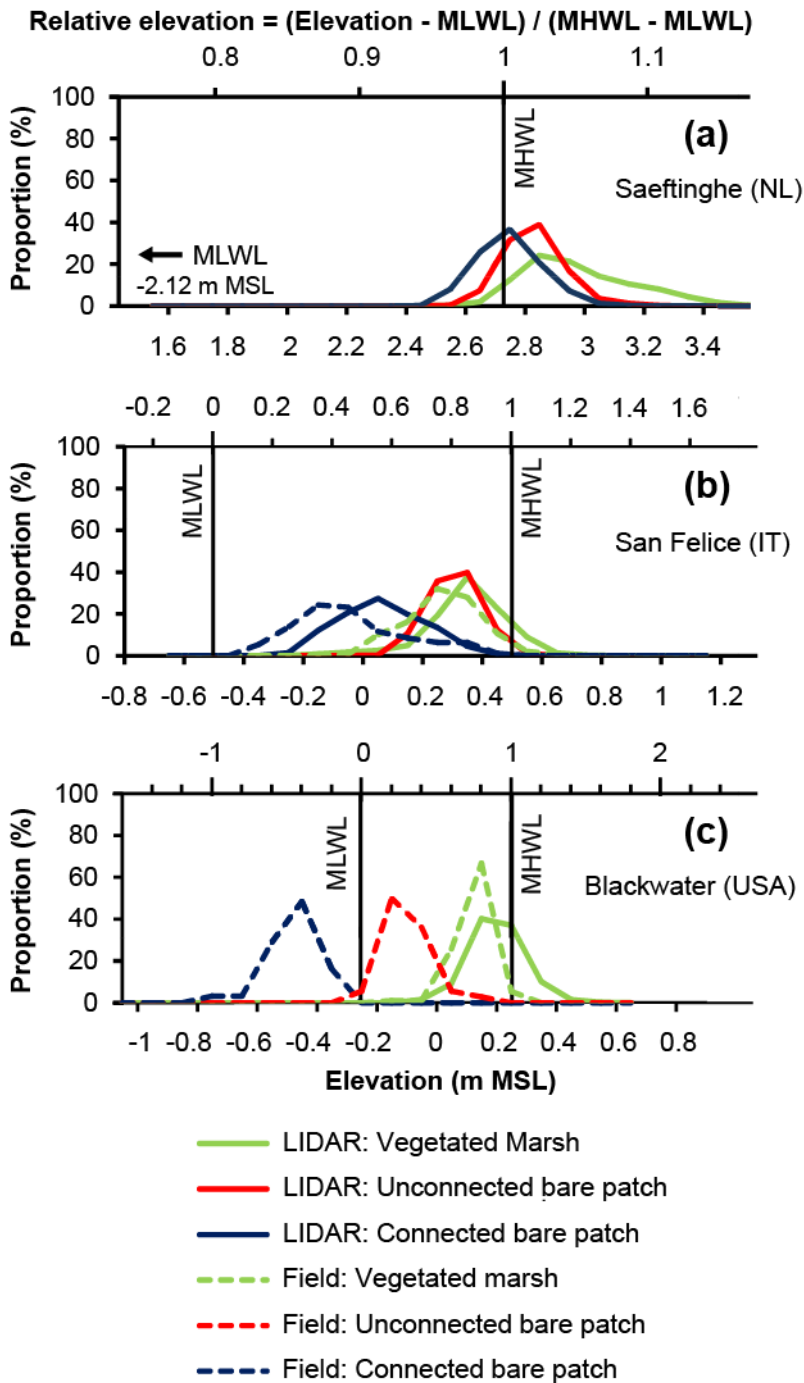 Relative elevation = (Elevation - MLWL) / (MHWL - MLWL)
0.8 0.9 1 1.1
100
80
60
40
20
0
Proportion (%)
(a)
MHWL
Saeftinghe (NL)
MLWL
-2.12 m MSL
1.6 1.8 2 2.2 2.4 2.6 2.8 3 3.2 3.4
-0.2 0 0.2 0.4 0.6 0.8 1 1.2 1.4 1.6
100
80
60
40
20
0
Proportion (%)
MLWL
MHWL
(b)
San Felice (IT)
-0.8 -0.6 -0.4 -0.2 0 0.2 0.4 0.6 0.8 1 1.2
-1 0 1 2
100
80
60
40
20
0
Proportion (%)
MLWL
MHWL
(c)
Blackwater (USA)
-1 -0.8 -0.6 -0.4 -0.2 0 0.2 0.4 0.6 0.8
Elevation (m MSL)
LIDAR: Vegetated Marsh
LIDAR: Unconnected bare patch
LIDAR: Connected bare patch
Field: Vegetated marsh
Field: Unconnected bare patch
Field: Connected bare patch